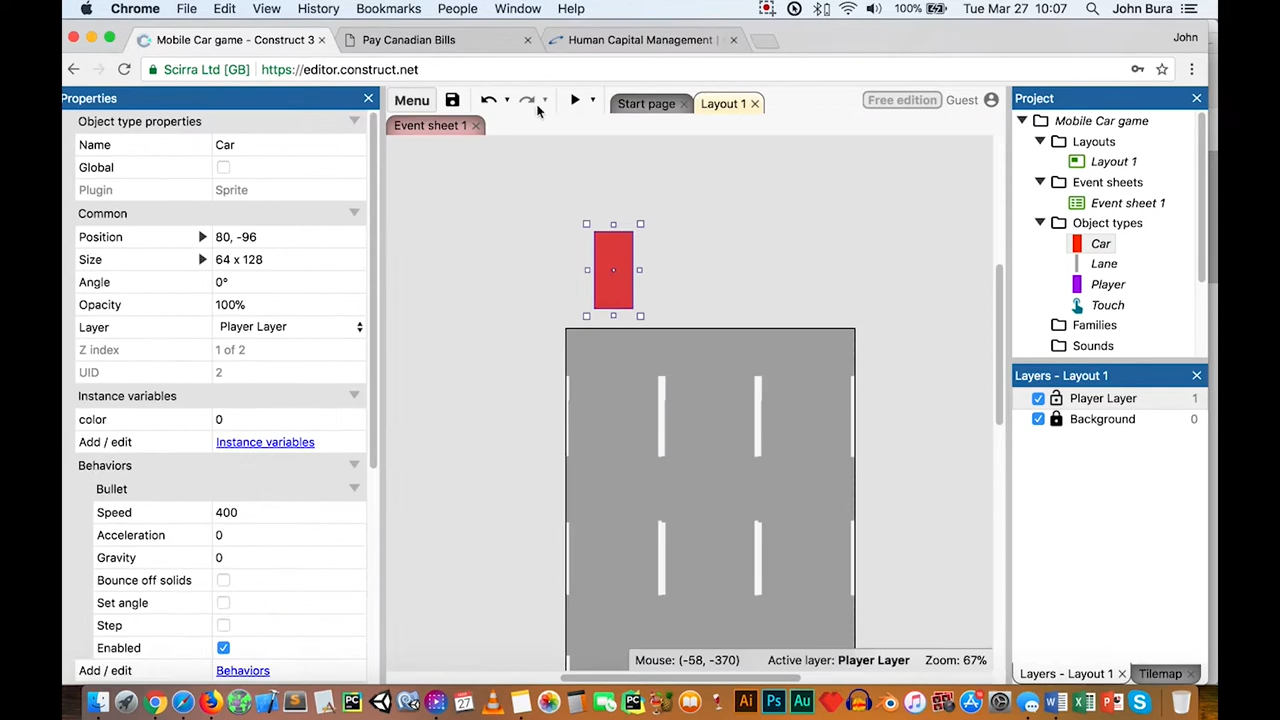 Chrome File Edit View History Bookmarks People Window Help 100% Tue Mar 27 10:07 John Bura
Mobile Car game - Construct 3 Pay Canadian Bills Human Capital Management | John
Scirra Ltd [GB] https://editor.construct.net
Properties Menu Start page Layout 1 Free edition Guest Project
Object type properties Event sheet 1 Mobile Car game
Name Car Layouts
Global Layout 1
Plugin Sprite Event sheets
Common Event sheet 1
Position 80, -96 Object types
Size 64 x 128 Car
Angle 0° Lane
Opacity 100% Player
Layer Player Layer Touch
Z index 1 of 2 Families
UID 2 Sounds
Instance variables Layers - Layout 1
color 0 Player Layer 1
Add / edit Instance variables Background 0
Behaviors
Bullet
Speed 400
Acceleration 0
Gravity 0
Bounce off solids
Set angle
Step
Enabled
Add / edit Behaviors
Mouse: (-58, -370) Active layer: Player Layer Zoom: 67% Layers - Layout 1 Tilemap